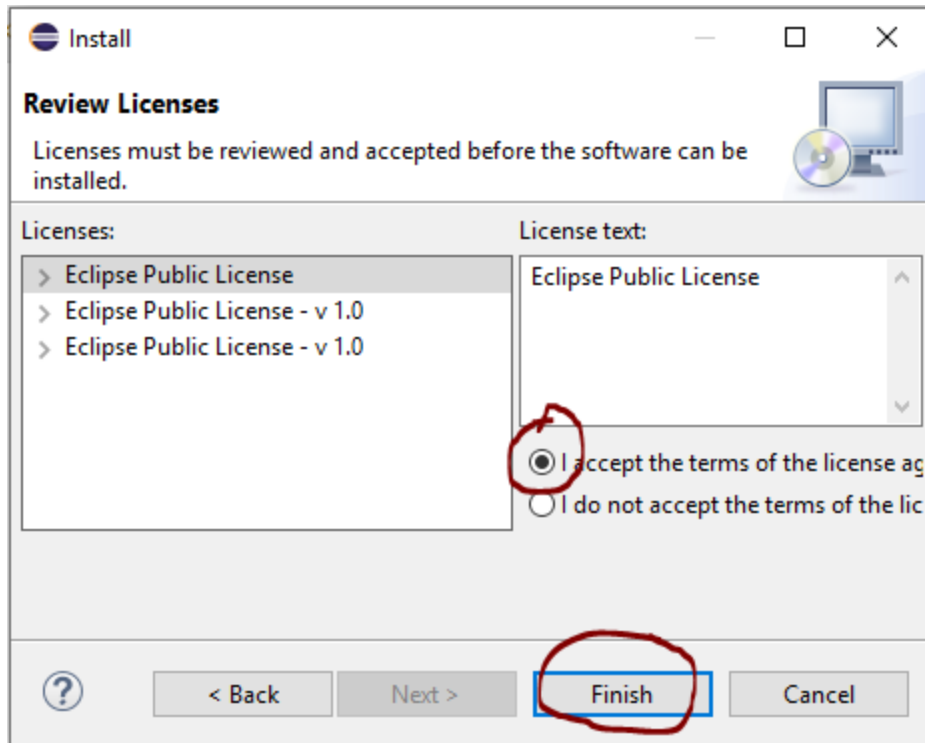 Install
Review Licenses
Licenses must be reviewed and accepted before the software can be
installed.
Licenses:
Eclipse Public License
Eclipse Public License - v 1.0
Eclipse Public License - v 1.0
License text:
Eclipse Public License
I accept the terms of the license ag
I do not accept the terms of the lic
?
< Back
Next >
Finish
Cancel